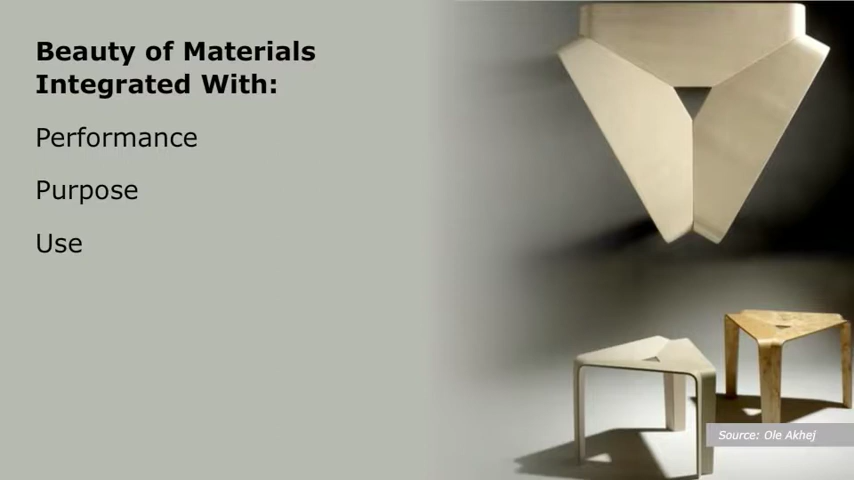 Beauty of Materials
Integrated With:
Performance
Purpose
Use
Source: Ole Akhej